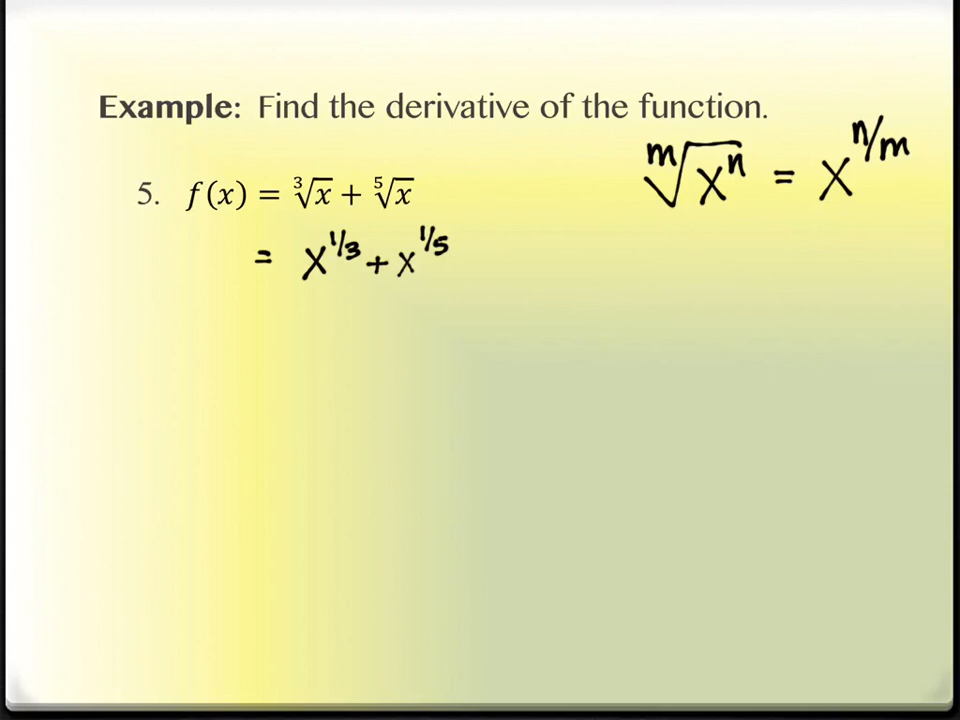 Example: Find the derivative of the function.
ᵐ√xⁿ = x^(n/m)
5. f(x) = ∛x + ⁵√x
= x^(1/3) + x^(1/5)